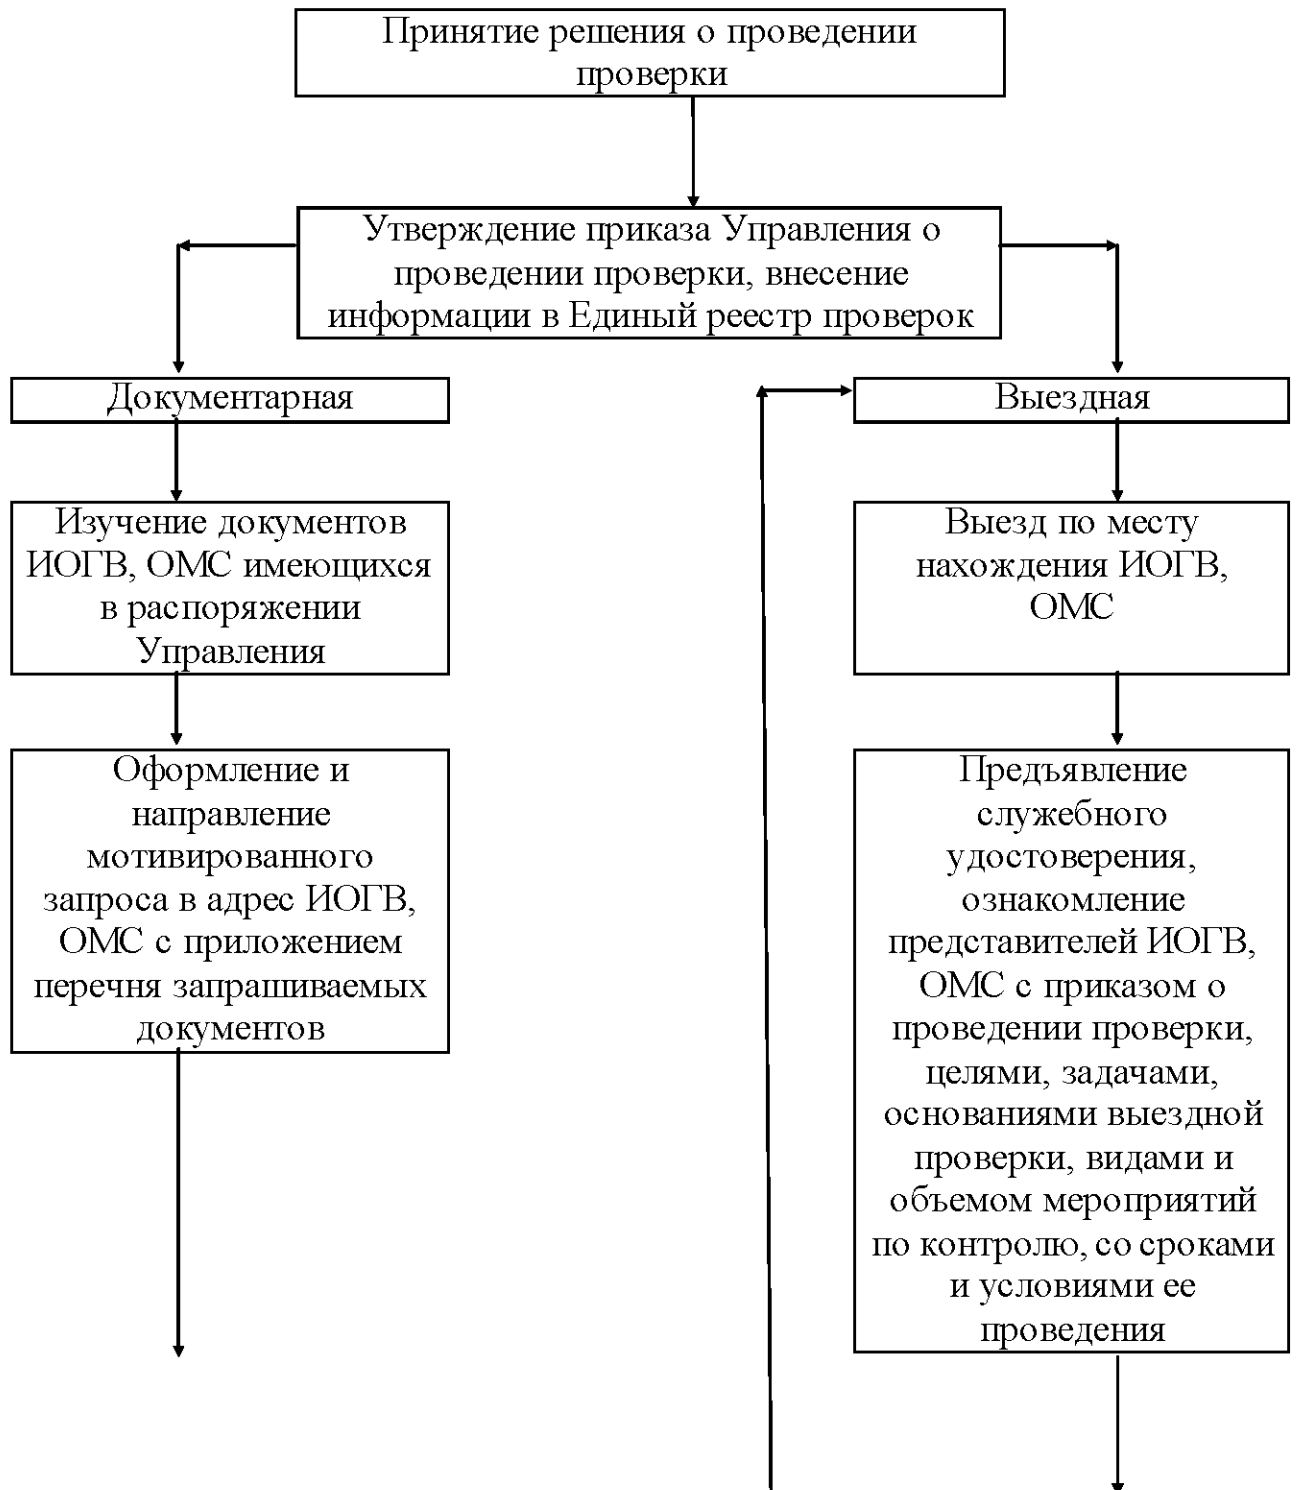 Принятие решения о проведении
проверки
Утверждение приказа Управления о
проведении проверки, внесение
информации в Единый реестр проверок
Документарная
Выездная
Изучение документов
ИОГВ, ОМС имеющихся
в распоряжении
Управления
Выезд по месту
нахождения ИОГВ,
ОМС
Оформление и
направление
мотивированного
запроса в адрес ИОГВ,
ОМС с приложением
перечня запрашиваемых
документов
Предъявление
служебного
удостоверения,
ознакомление
представителей ИОГВ,
ОМС с приказом о
проведении проверки,
целями, задачами,
основаниями выездной
проверки, видами и
объемом мероприятий
по контролю, со сроками
и условиями ее
проведения